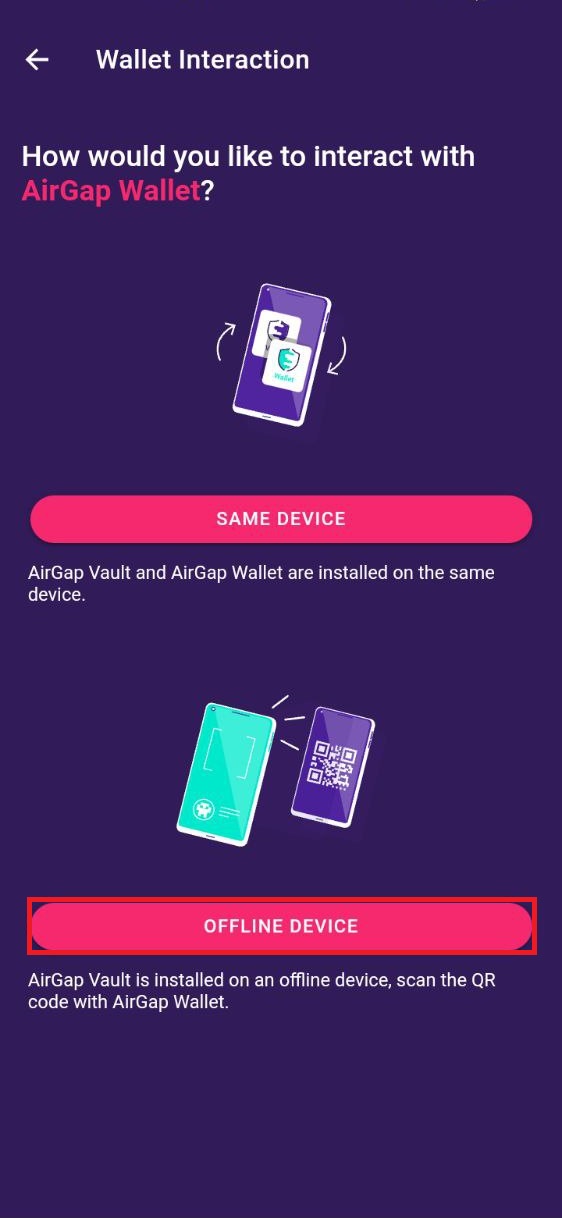 Wallet Interaction
How would you like to interact with
AirGap Wallet?
Wallet
SAME DEVICE
AirGap Vault and AirGap Wallet are installed on the same
device.
OFFLINE DEVICE
AirGap Vault is installed on an offline device, scan the QR
code with AirGap Wallet.